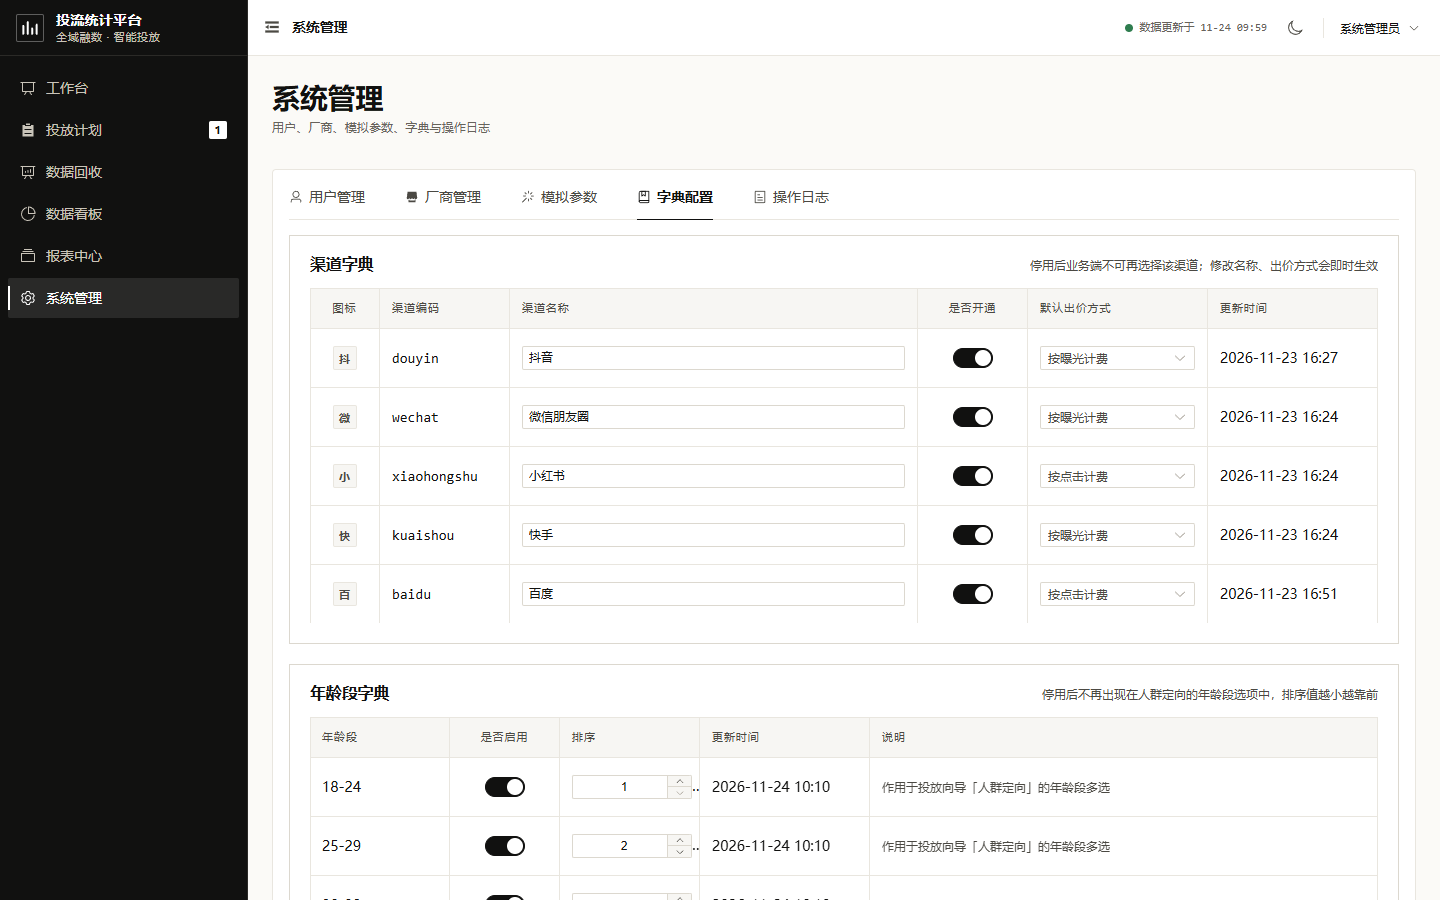 投流统计平台
全域融数 · 智能投放
系统管理
数据更新于 11-24 09:59
系统管理员
工作台
投放计划
1
数据回收
数据看板
报表中心
系统管理
系统管理
用户、厂商、模拟参数、字典与操作日志
用户管理 厂商管理 模拟参数 字典配置 操作日志
渠道字典
停用后业务端不可再选择该渠道；修改名称、出价方式会即时生效
图标 渠道编码 渠道名称 是否开通 默认出价方式 更新时间
抖 douyin 抖音 按曝光计费 2026-11-23 16:27
微 wechat 微信朋友圈 按曝光计费 2026-11-23 16:24
小 xiaohongshu 小红书 按点击计费 2026-11-23 16:24
快 kuaishou 快手 按曝光计费 2026-11-23 16:24
百 baidu 百度 按点击计费 2026-11-23 16:51
年龄段字典
停用后不再出现在人群定向的年龄段选项中，排序值越小越靠前
年龄段 是否启用 排序 更新时间 说明
18-24 1 .. 2026-11-24 10:10 作用于投放向导「人群定向」的年龄段多选
25-29 2 .. 2026-11-24 10:10 作用于投放向导「人群定向」的年龄段多选